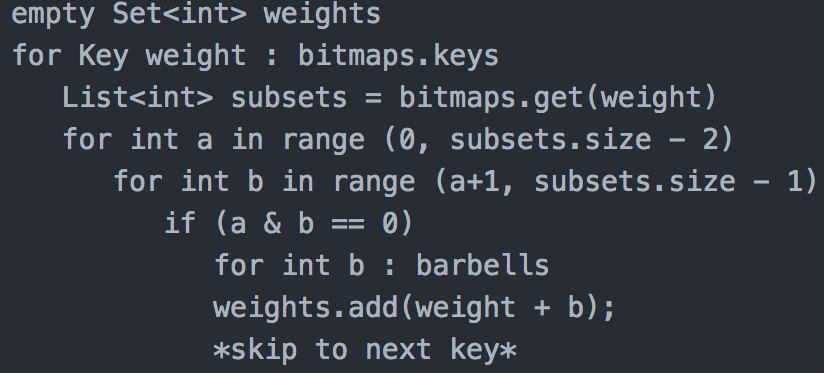 empty Set<int> weights
for Key weight : bitmaps.keys
   List<int> subsets = bitmaps.get(weight)
   for int a in range (0, subsets.size - 2)
      for int b in range (a+1, subsets.size - 1)
         if (a & b == 0)
            for int b : barbells
            weights.add(weight + b);
            *skip to next key*